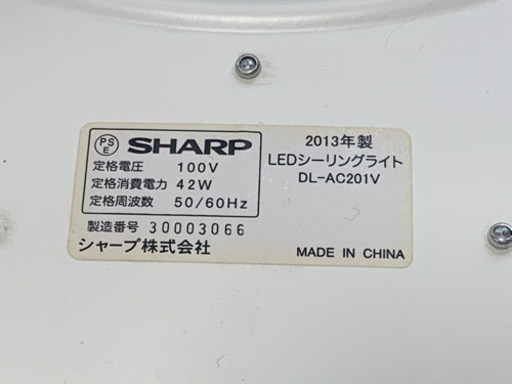 PS
E
SHARP
定格電圧 100V
定格消費電力 42W
定格周波数 50/60Hz
製造番号 30003066
シャープ株式会社
2013年製
LEDシーリングライト
DL-AC201V
MADE IN CHINA